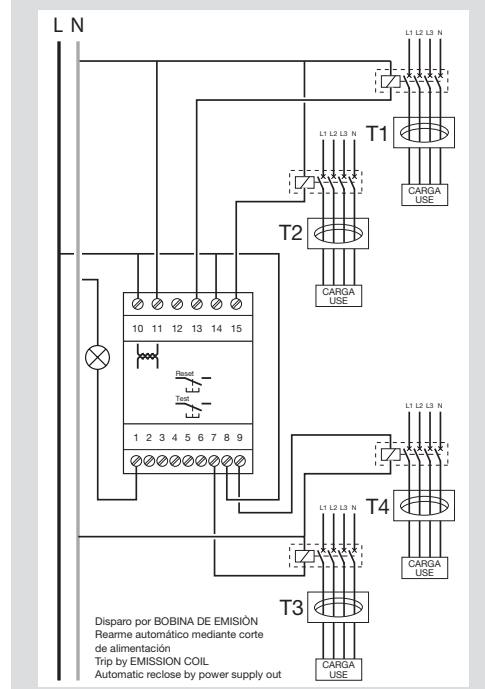 L N
L1 L2 L3 N
T1
CARGA
USE
L1 L2 L3 N
T2
CARGA
USE
10 11 12 13 14 15
Reset
Test
1 2 3 4 5 6 7 8 9
L1 L2 L3 N
T4
CARGA
USE
L1 L2 L3 N
T3
CARGA
USE
Disparo por BOBINA DE EMISIÒN
Rearme automático mediante corte
de alimentación
Trip by EMISSION COIL
Automatic reclose by power supply out